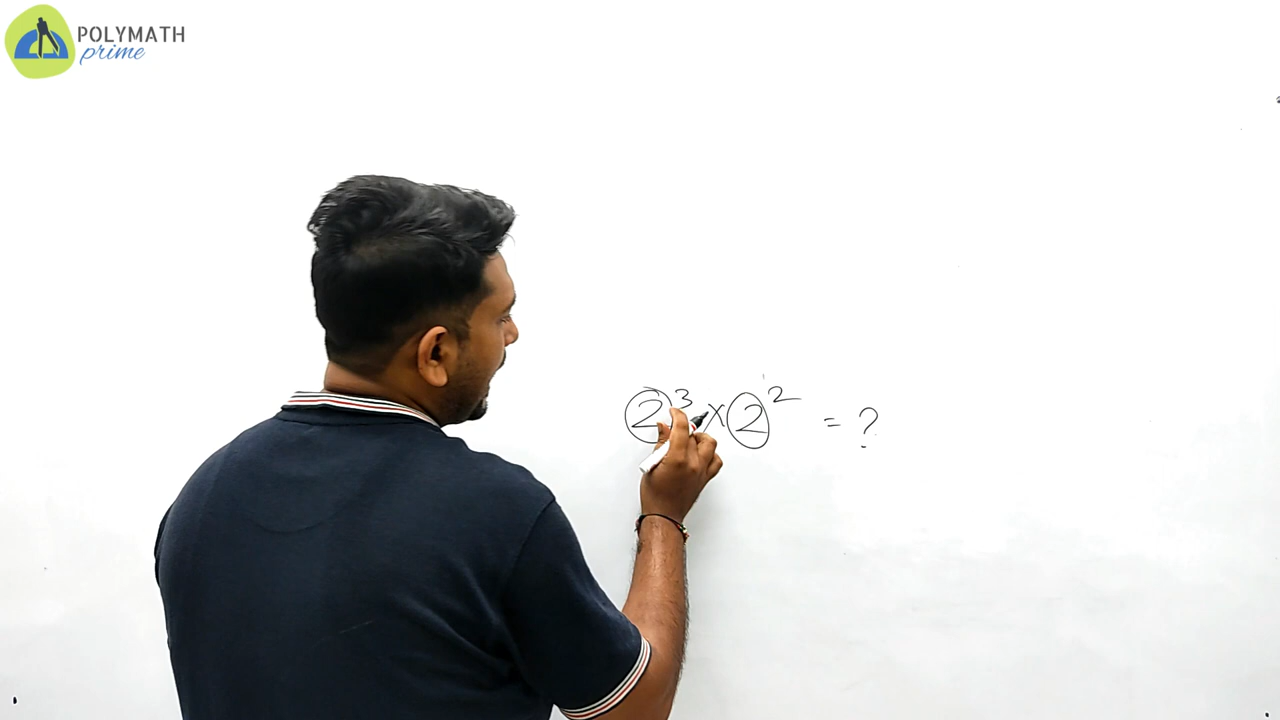 POLYMATH
prime
2³ × 2² = ?